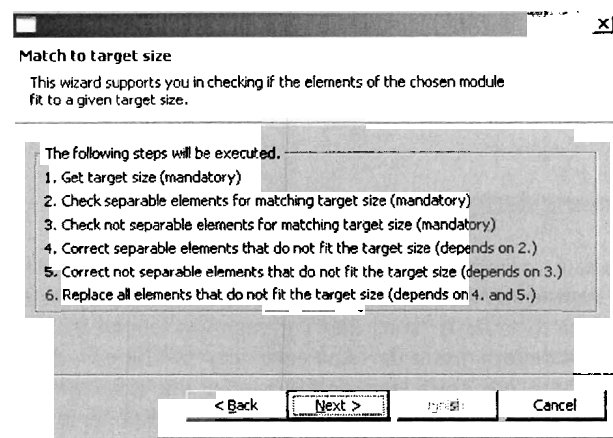 Match to target size
This wizard supports you in checking if the elements of the chosen module
fit to a given target size.
The following steps will be executed.
1. Get target size (mandatory)
2. Check separable elements for matching target size (mandatory)
3. Check not separable elements for matching target size (mandatory)
4. Correct separable elements that do not fit the target size (depends on 2.)
5. Correct not separable elements that do not fit the target size (depends on 3.)
6. Replace all elements that do not fit the target size (depends on 4. and 5.)
< Back Next > Cancel